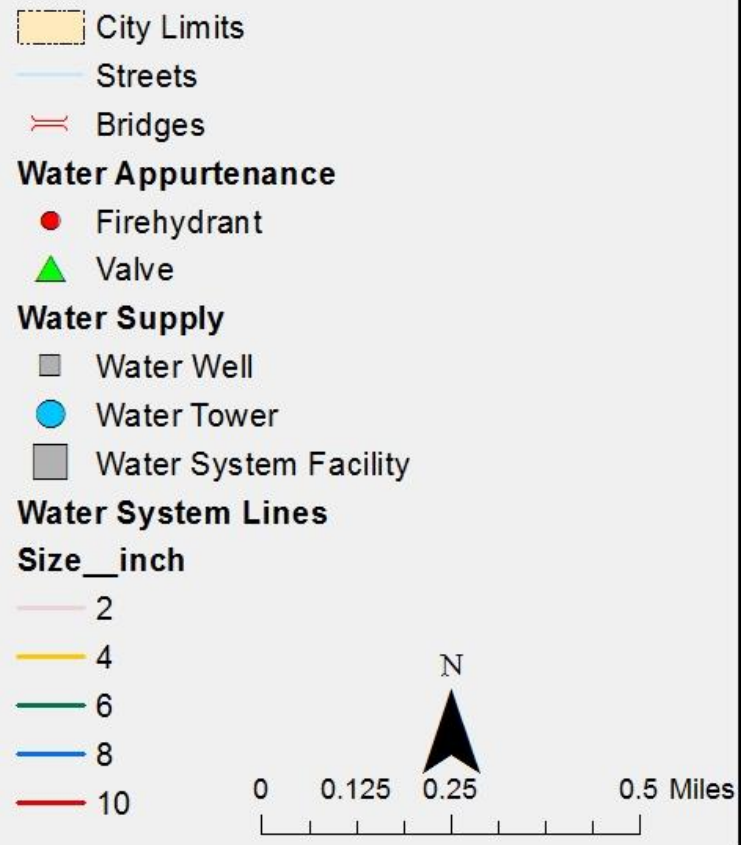 City Limits
Streets
Bridges
Water Appurtenance
Firehydrant
Valve
Water Supply
Water Well
Water Tower
Water System Facility
Water System Lines
Size__inch
2
4
6
8
10
N
0 0.125 0.25 0.5 Miles